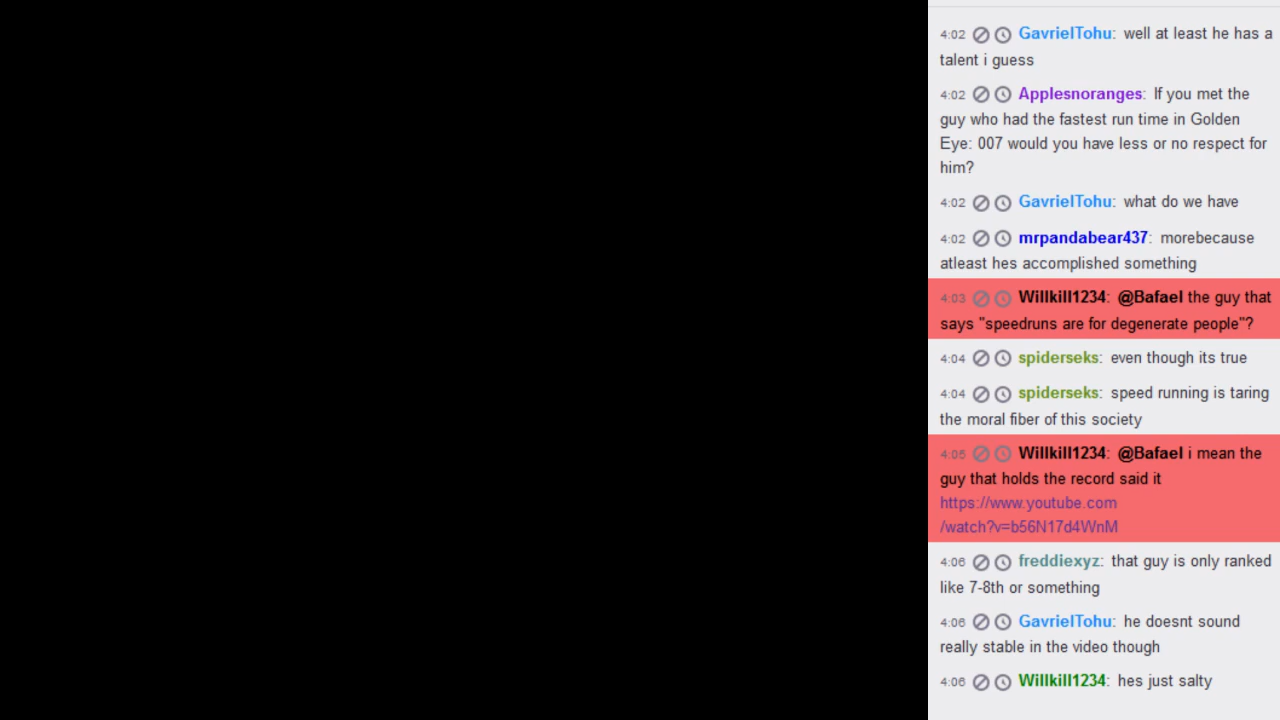 4:02 GavrielTohu: well at least he has a
talent i guess
4:02 Applesnoranges: If you met the
guy who had the fastest run time in Golden
Eye: 007 would you have less or no respect for
him?
4:02 GavrielTohu: what do we have
4:02 mrpandabear437: morebecause
atleast hes accomplished something
4:03 Willkill1234: @Bafael the guy that
says "speedruns are for degenerate people"?
4:04 spiderseks: even though its true
4:04 spiderseks: speed running is taring
the moral fiber of this society
4:05 Willkill1234: @Bafael i mean the
guy that holds the record said it
https://www.youtube.com
/watch?v=b56N17d4WnM
4:06 freddiexyz: that guy is only ranked
like 7-8th or something
4:06 GavrielTohu: he doesnt sound
really stable in the video though
4:06 Willkill1234: hes just salty